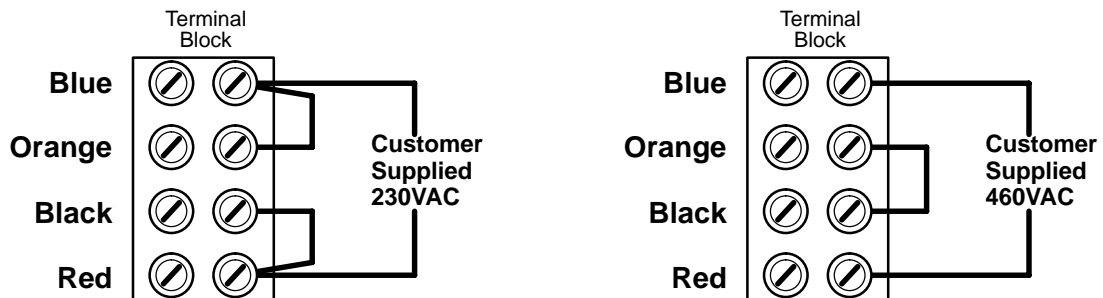 Terminal
Block
Blue
Orange
Black
Red
Customer
Supplied
230VAC
Terminal
Block
Blue
Orange
Black
Red
Customer
Supplied
460VAC